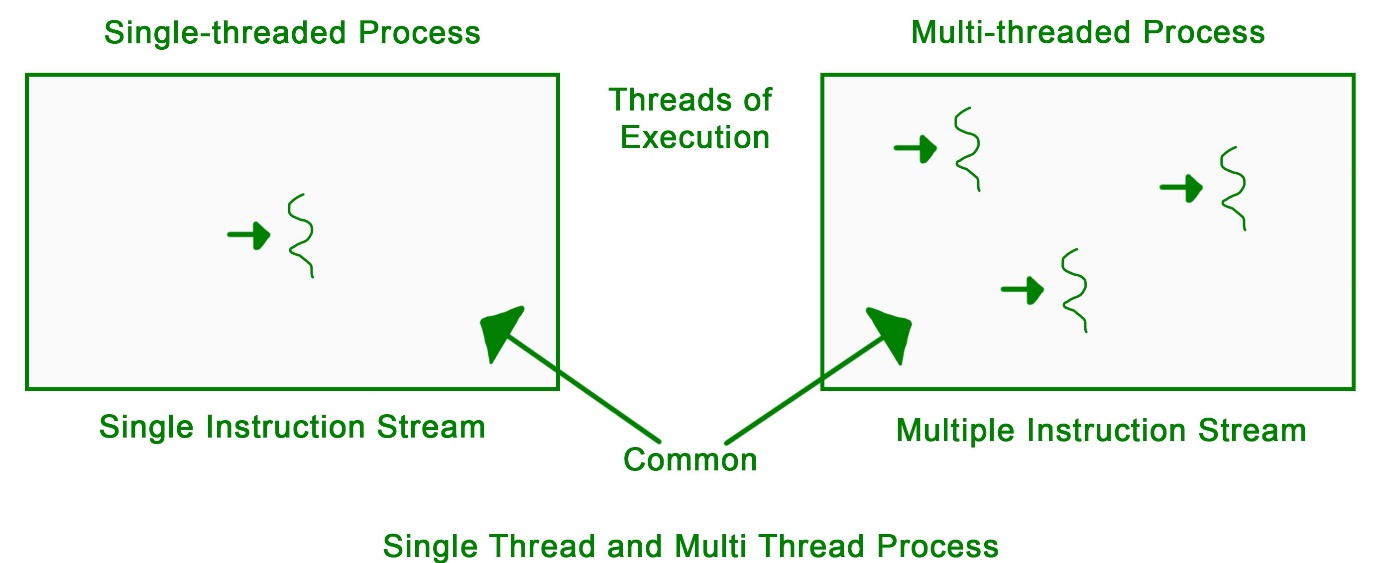 Single-threaded Process
Multi-threaded Process
Threads of
Execution
Single Instruction Stream
Multiple Instruction Stream
Common
Single Thread and Multi Thread Process